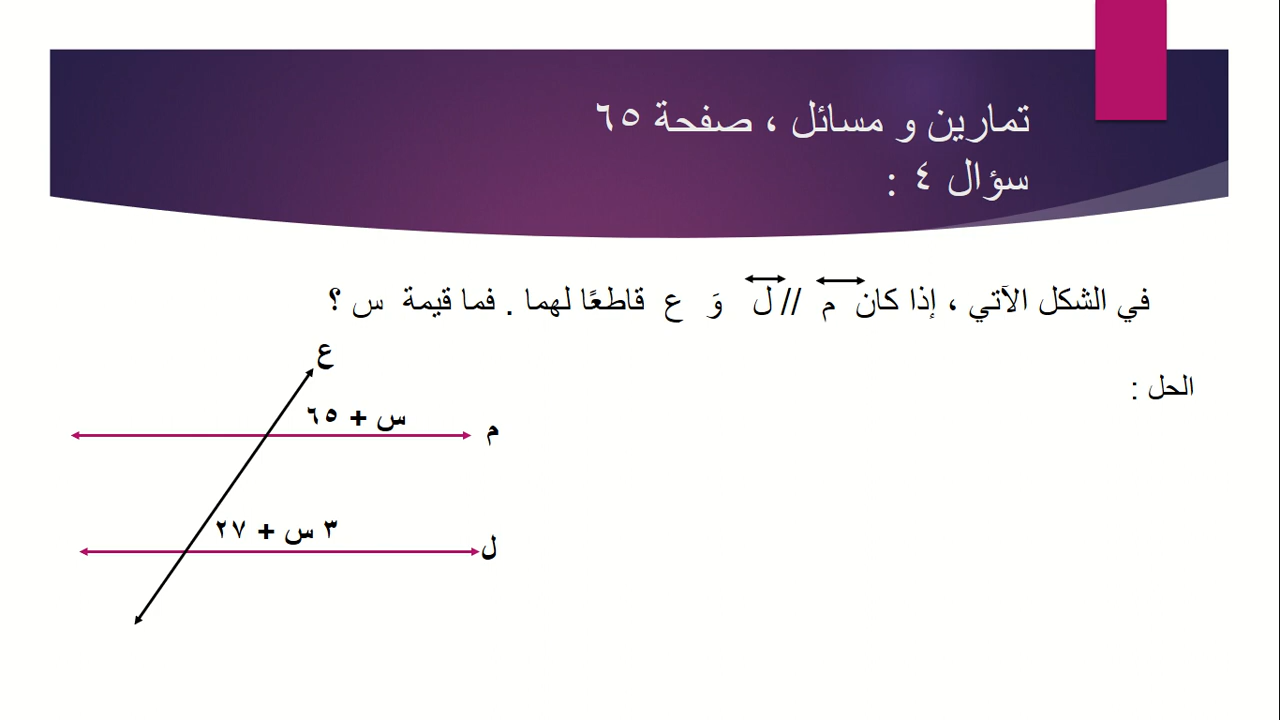 تمارين و مسائل ، صفحة ٦٥
سؤال ٤ :
في الشكل الآتي ، إذا كان م // ل وَ ع قاطعًا لهما . فما قيمة س ؟
الحل :
ع
س + ٦٥
م
٣ س + ٢٧
ل